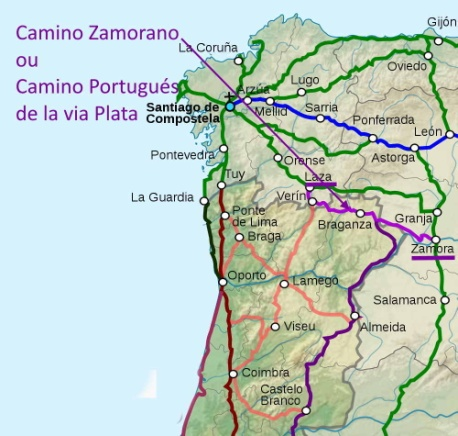 Camino Zamorano
ou
Camino Portugués
de la via Plata
Gijón
La Coruña
Oviedo
Lugo
Arzúa
Mellid
Santiago de
Compostela
Sarria
Ponferrada
León
Astorga
Pontevedra
Orense
Tuy
Laza
La Guardia
Verín
Granja
Ponte
de Lima
Braganza
Braga
Zamora
Oporto
Lamego
Salamanca
Viseu
Almeida
Coimbra
Castelo
Branco